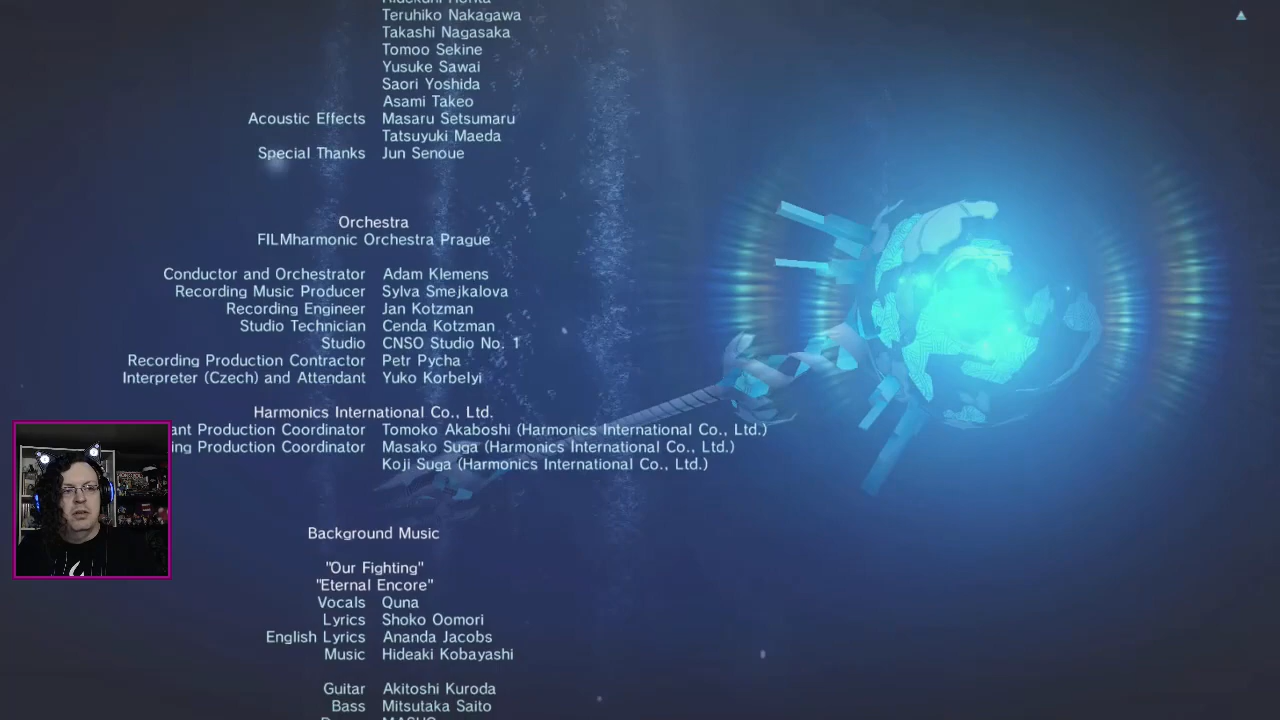 Teruhiko Nakagawa
Takashi Nagasaka
Tomoo Sekine
Yusuke Sawai
Saori Yoshida
Asami Takeo
Acoustic Effects Masaru Setsumaru
Tatsuyuki Maeda
Special Thanks Jun Senoue
Orchestra
FILMharmonic Orchestra Prague
Conductor and Orchestrator Adam Klemens
Recording Music Producer Sylva Smejkalova
Recording Engineer Jan Kotzman
Studio Technician Cenda Kotzman
Studio CNSO Studio No. 1
Recording Production Contractor Petr Pycha
Interpreter (Czech) and Attendant Yuko Korbelyi
Harmonics International Co., Ltd.
ant Production Coordinator Tomoko Akaboshi (Harmonics International Co., Ltd.)
ing Production Coordinator Masako Suga (Harmonics International Co., Ltd.)
Koji Suga (Harmonics International Co., Ltd.)
Background Music
"Our Fighting"
"Eternal Encore"
Vocals Quna
Lyrics Shoko Oomori
English Lyrics Ananda Jacobs
Music Hideaki Kobayashi
Guitar Akitoshi Kuroda
Bass Mitsutaka Saito